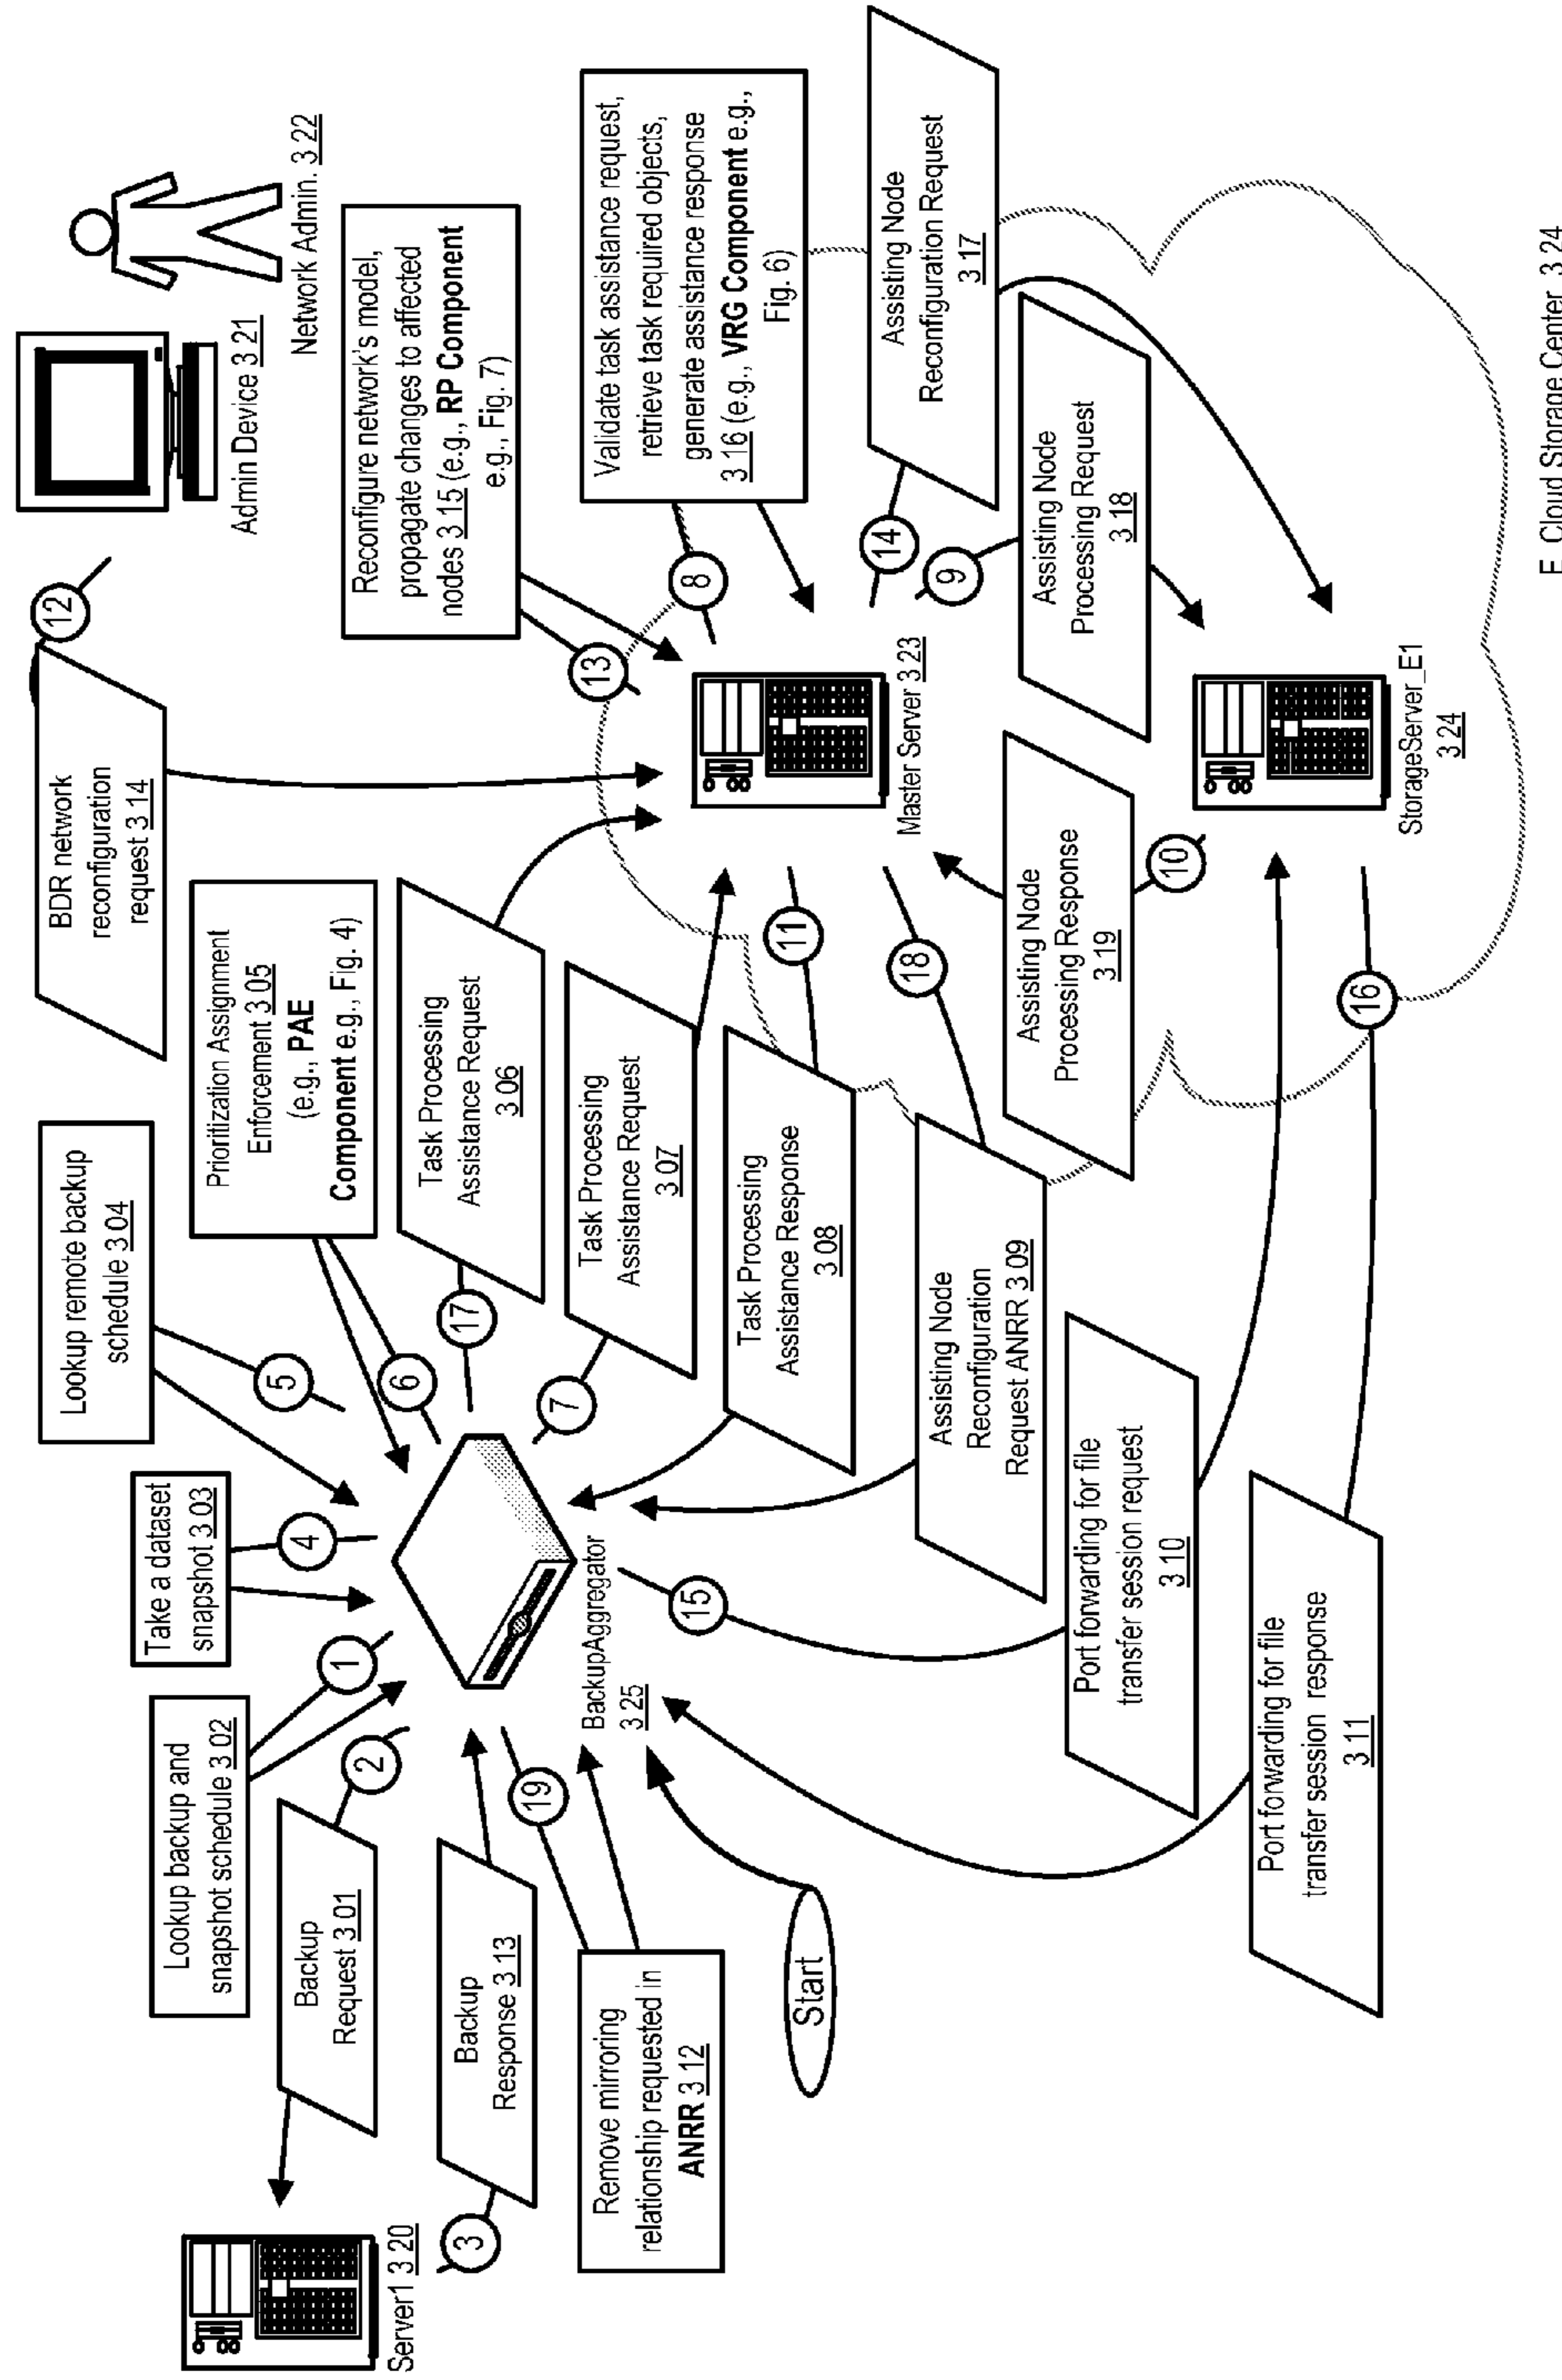 Server1 3 20
Backup
Request 3 01
Lookup backup and
snapshot schedule 3 02
Take a dataset
snapshot 3 03
Lookup remote backup
schedule 3 04
BDR network
reconfiguration
request 3 14
Admin Device 3 21
Network Admin. 3 22
12
1
2
3
4
5
6
Backup
Response 3 13
Prioritization Assignment
Enforcement 3 05
(e.g., PAE
Component e.g., Fig. 4)
Reconfigure network's model,
propagate changes to affected
nodes 3 15 (e.g., RP Component
e.g., Fig. 7)
Remove mirroring
relationship requested in
ANRR 3 12
19
BackupAggregator
3 25
17
7
Task Processing
Assistance Request
3 06
Task Processing
Assistance Request
3 07
13
8
Validate task assistance request,
retrieve task required objects,
generate assistance response
3 16 (e.g., VRG Component e.g.,
Fig. 6)
Start
15
Task Processing
Assistance Response
3 08
11
Master Server 3 23
14
9
Assisting Node
Reconfiguration Request
3 17
Assisting Node
Reconfiguration
Request ANRR 3 09
18
Assisting Node
Processing Request
3 18
Port forwarding for file
transfer session request
3 10
Assisting Node
Processing Response
3 19
10
Port forwarding for file
transfer session response
3 11
16
StorageServer_E1
3 24
E_Cloud Storage Center 3 24